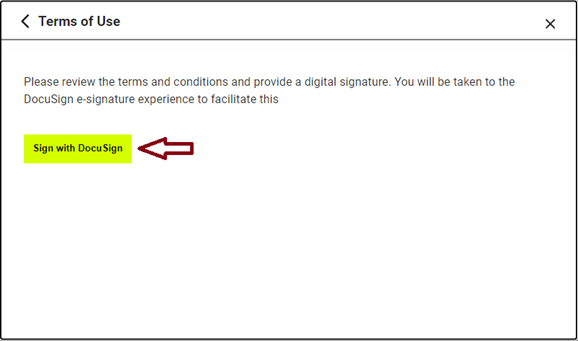 Terms of Use
Please review the terms and conditions and provide a digital signature. You will be taken to the
DocuSign e-signature experience to facilitate this
Sign with DocuSign